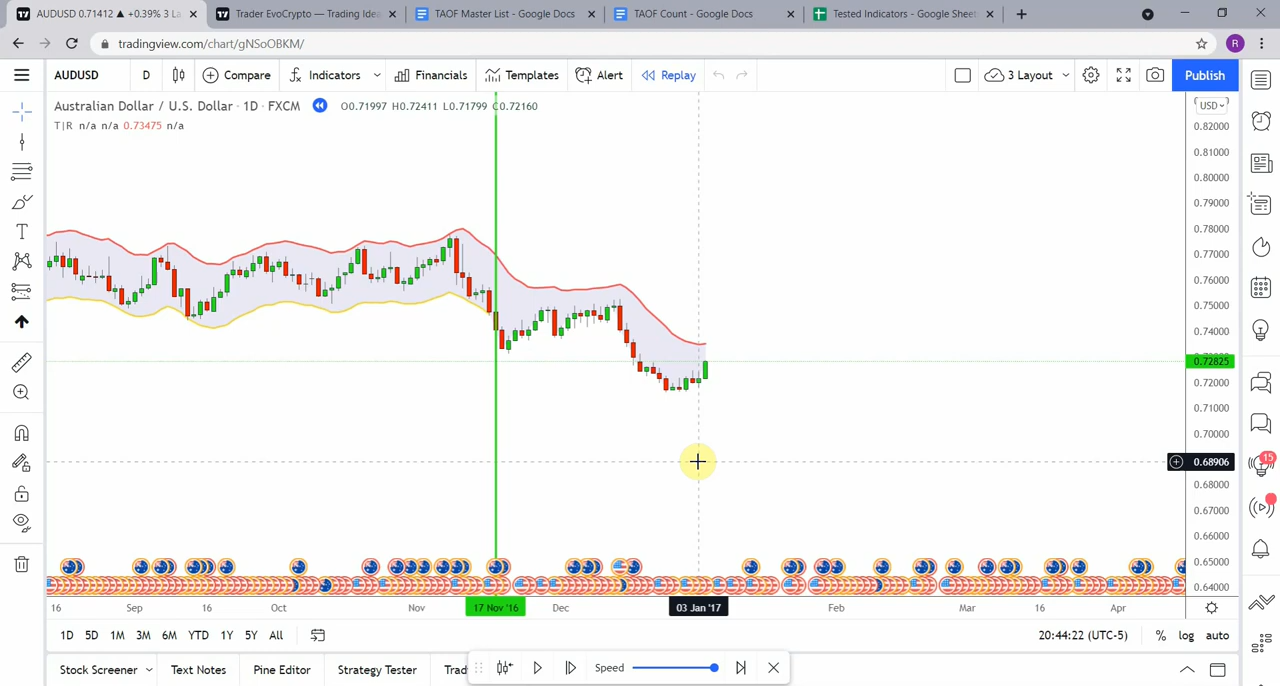 AUDUSD 0.71412 ▲ +0.39% 3 La
Trader EvoCrypto — Trading Idea
TAOF Master List - Google Docs
TAOF Count - Google Docs
Tested Indicators - Google Sheet
tradingview.com/chart/gNSoOBKM/
R
AUDUSD
D
Compare
Indicators
Financials
Templates
Alert
Replay
3 Layout
Publish
Australian Dollar / U.S. Dollar · 1D · FXCM
O0.71997 H0.72411 L0.71799 C0.72160
T|R n/a n/a 0.73475 n/a
USD
0.82000
0.81000
0.80000
0.79000
0.78000
0.77000
0.76000
0.75000
0.74000
0.72825
0.72000
0.71000
0.70000
0.68906
0.68000
0.67000
0.66000
0.65000
0.64000
15
16
Sep
16
Oct
Nov
17 Nov '16
Dec
03 Jan '17
Feb
Mar
16
Apr
1D
5D
1M
3M
6M
YTD
1Y
5Y
All
20:44:22 (UTC-5)
%
log
auto
Stock Screener
Text Notes
Pine Editor
Strategy Tester
Trad
Speed